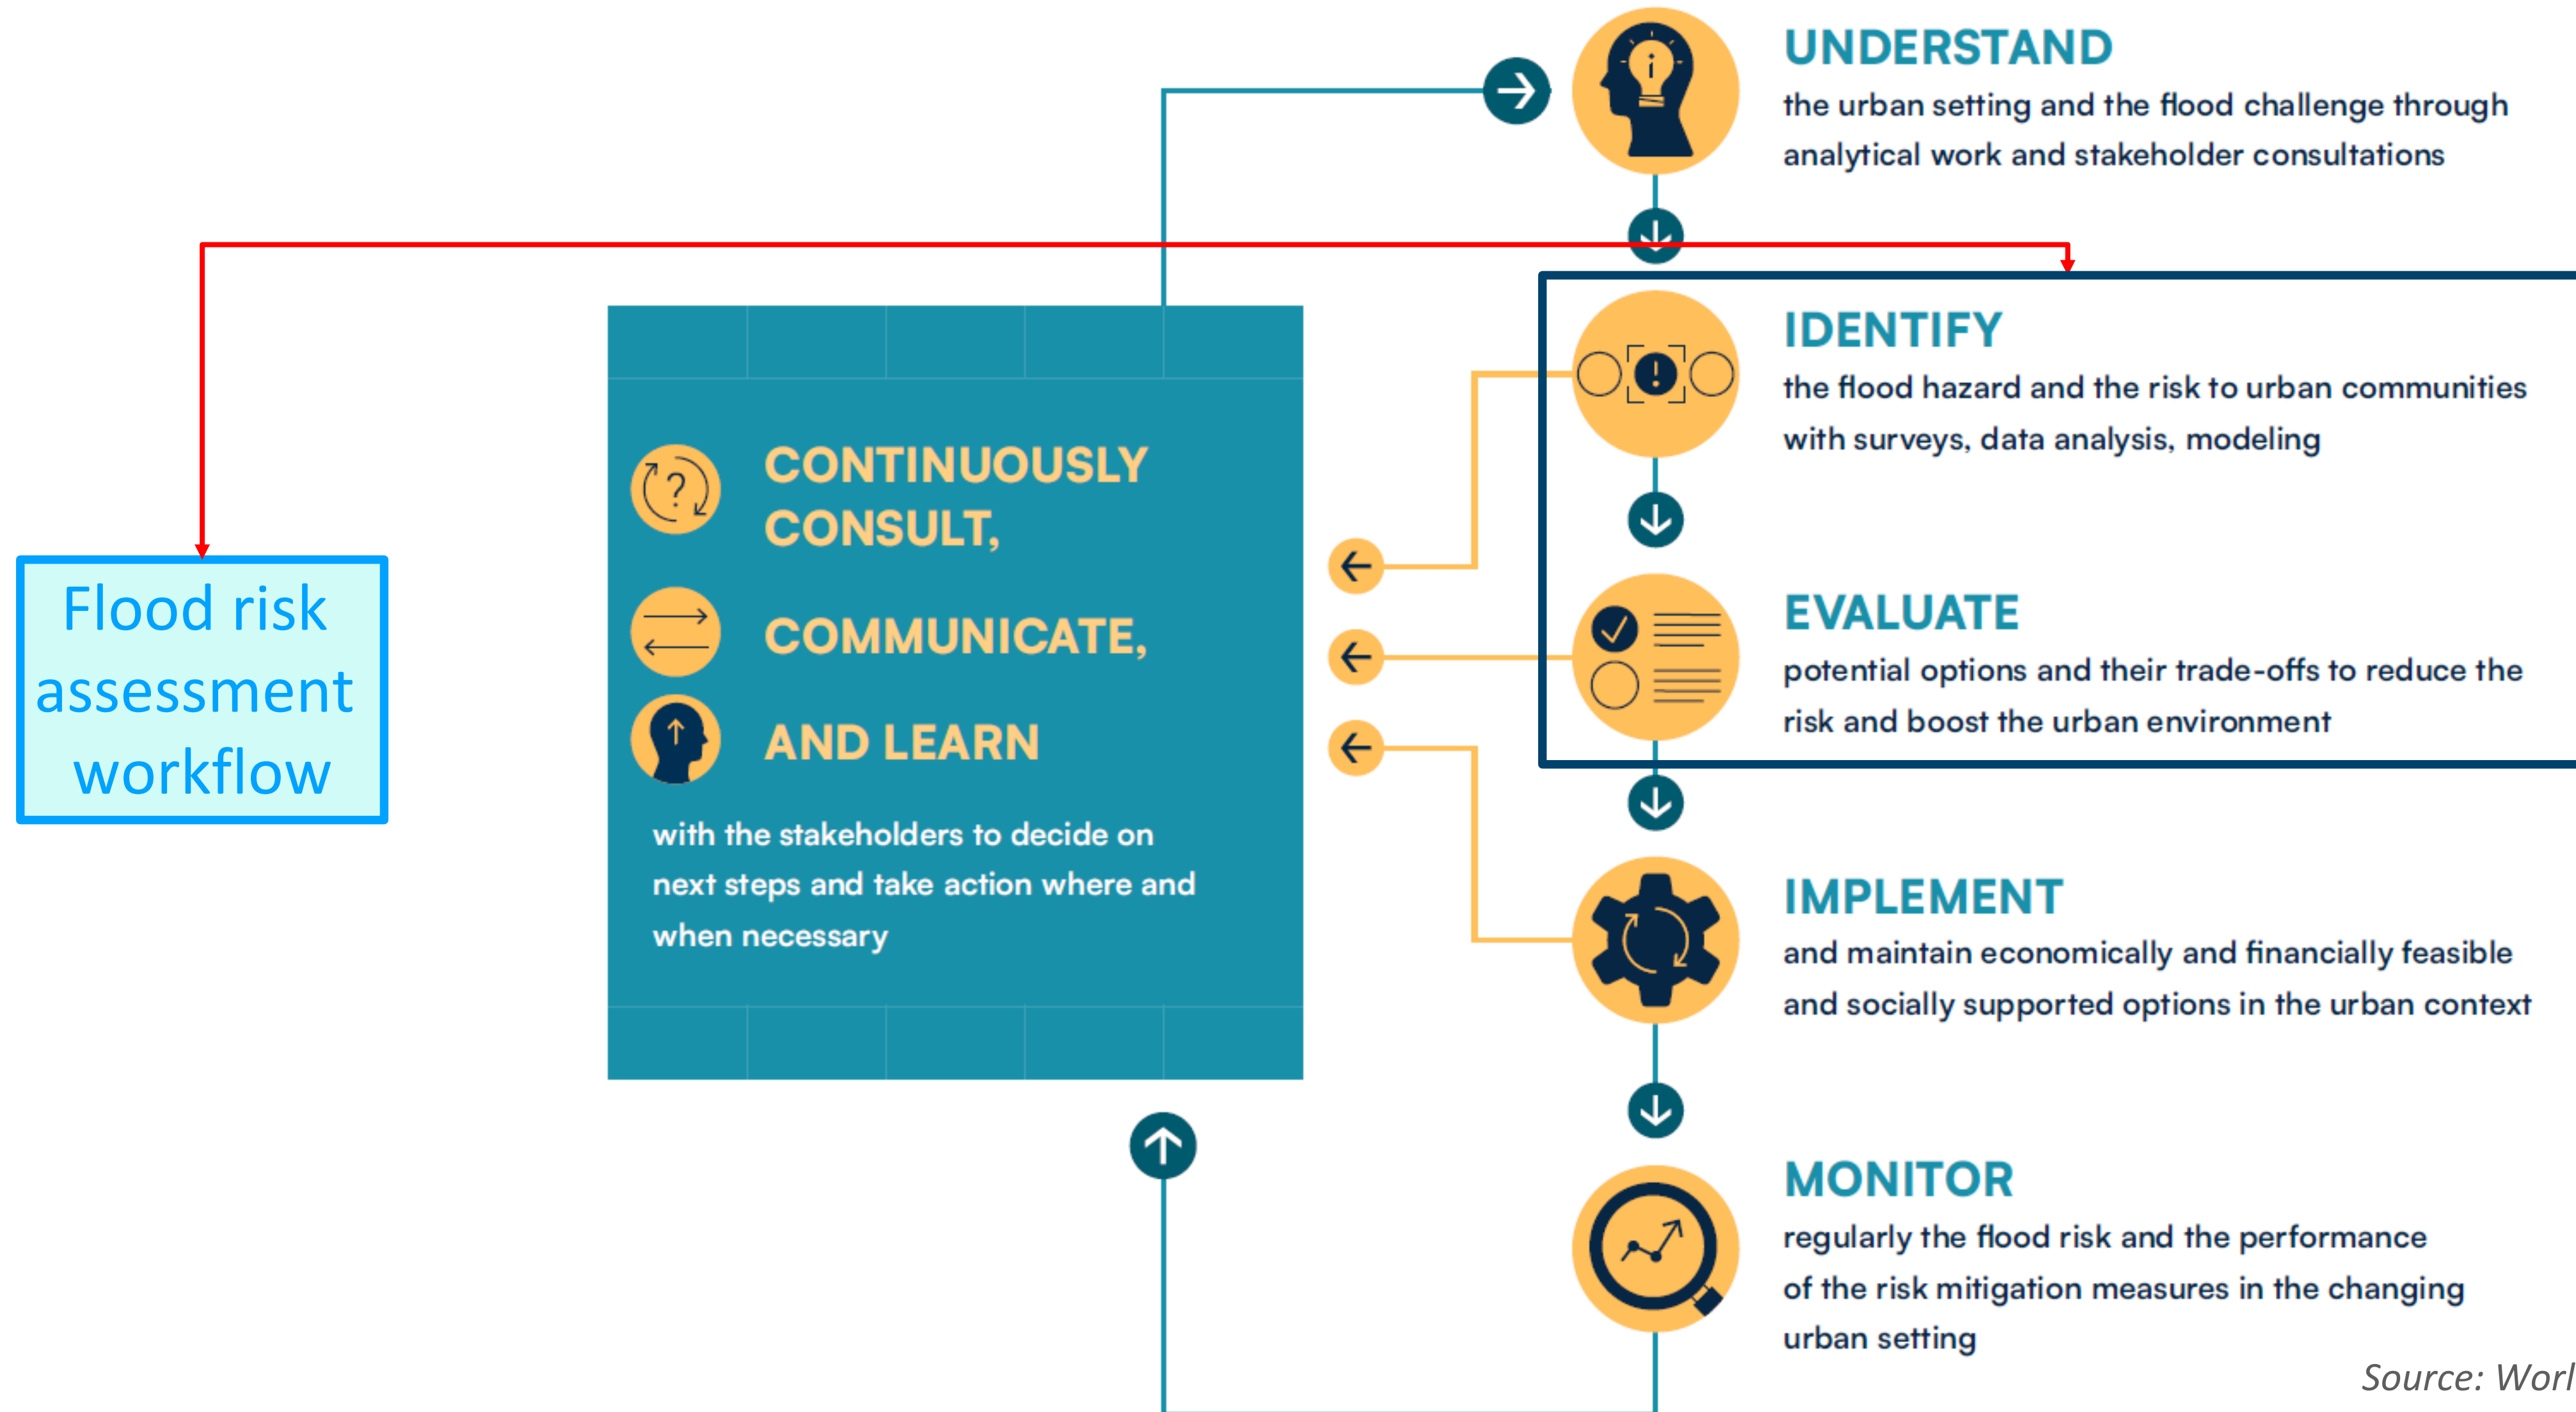 UNDERSTAND
the urban setting and the flood challenge through
analytical work and stakeholder consultations
IDENTIFY
the flood hazard and the risk to urban communities
with surveys, data analysis, modeling
EVALUATE
potential options and their trade-offs to reduce the
risk and boost the urban environment
IMPLEMENT
and maintain economically and financially feasible
and socially supported options in the urban context
MONITOR
regularly the flood risk and the performance
of the risk mitigation measures in the changing
urban setting
CONTINUOUSLY
CONSULT,
COMMUNICATE,
AND LEARN
with the stakeholders to decide on
next steps and take action where and
when necessary
Flood risk
assessment
workflow
Source: Worl